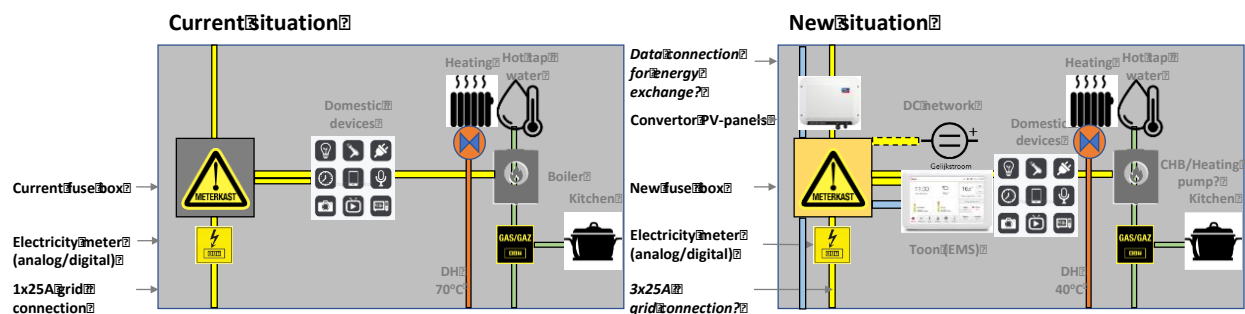 Current situation
New situation
Heating
Hot tap
water
Domestic
devices
METERKAST
Boiler
Kitchen
GAS/GAZ
Current fuse box
Electricity meter
(analog/digital)
1x25A grid
connection
DH
70°C
Data connection
for energy
exchange?
Convertor PV-panels
New fuse box
Electricity meter
(analog/digital)
3x25A
grid connection?
Heating
Hot tap
water
DC network
Gelijkstroom
Domestic
devices
METERKAST
CHB/Heating
pump?
Kitchen
GAS/GAZ
Toon (EMS)
DH
40°C